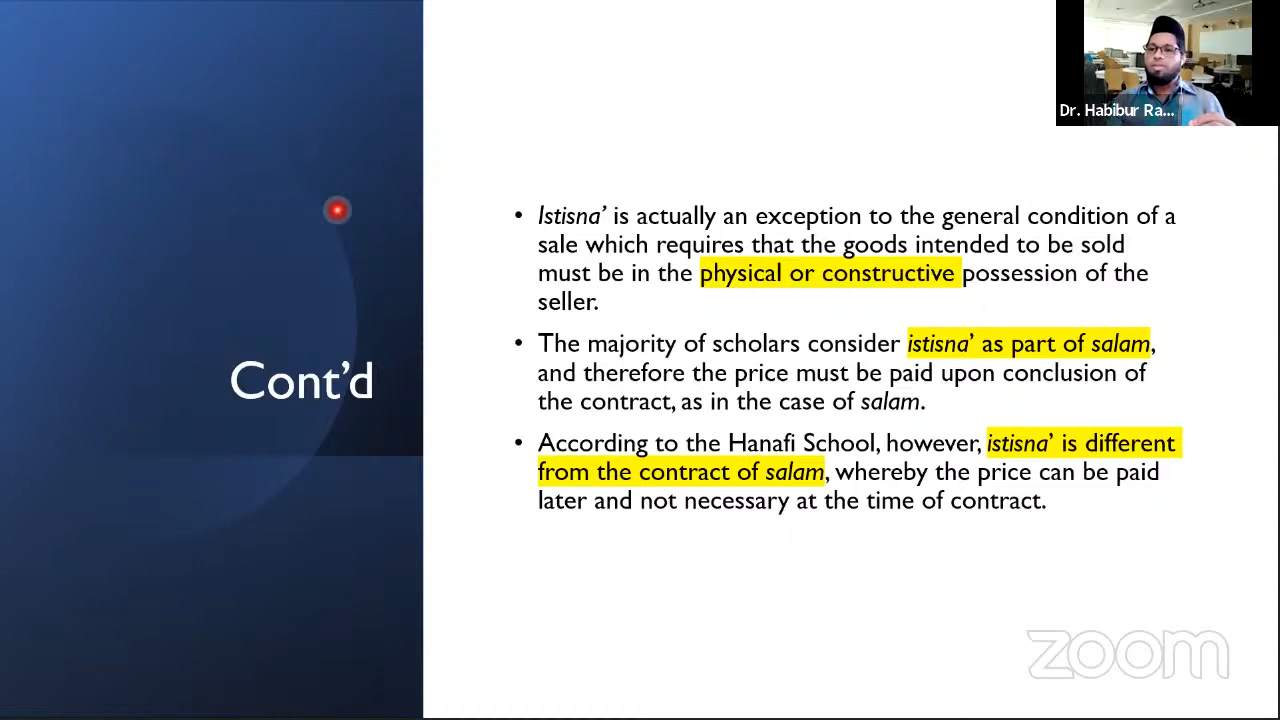 Dr. Habibur Ra...
Cont’d
• Istisna’ is actually an exception to the general condition of a
sale which requires that the goods intended to be sold
must be in the physical or constructive possession of the
seller.
• The majority of scholars consider istisna’ as part of salam,
and therefore the price must be paid upon conclusion of
the contract, as in the case of salam.
• According to the Hanafi School, however, istisna’ is different
from the contract of salam, whereby the price can be paid
later and not necessary at the time of contract.
zoom